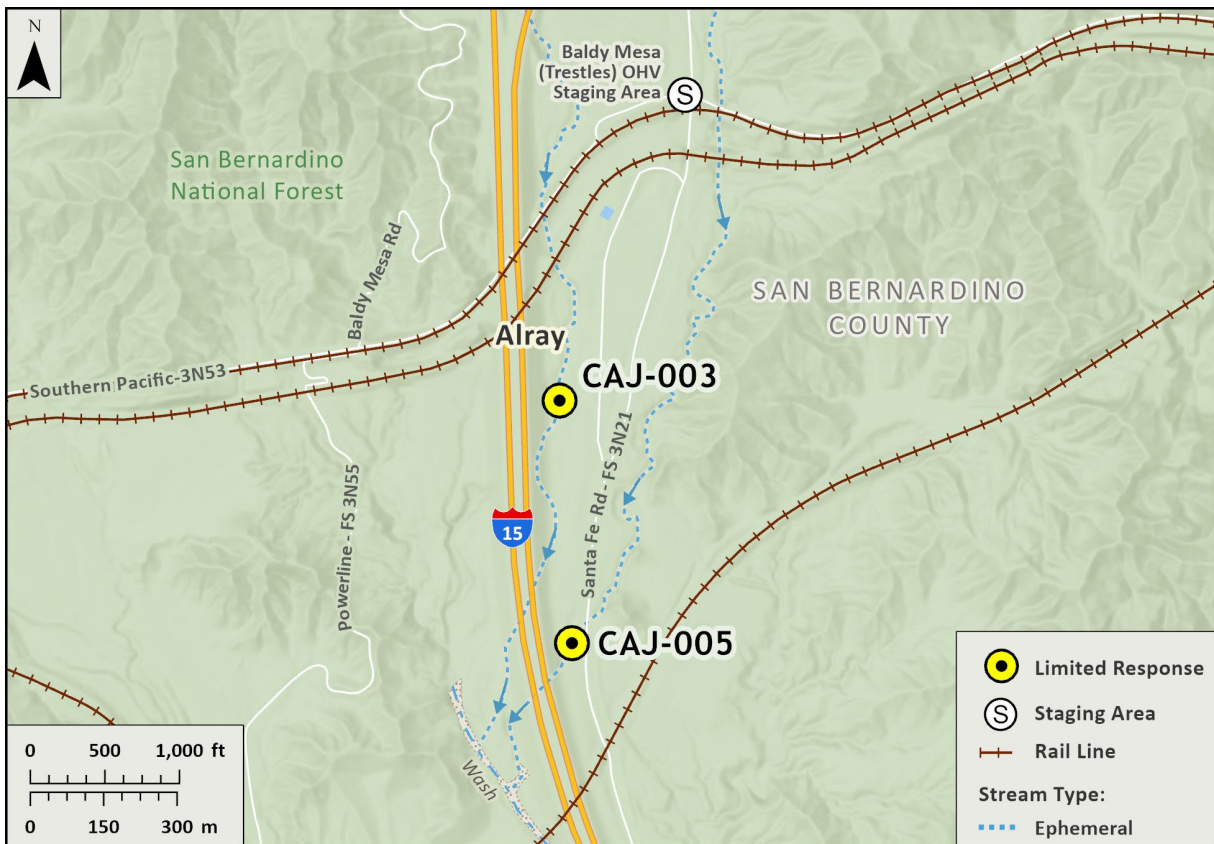 N
Baldy Mesa
(Trestles) OHV
Staging Area
S
San Bernardino
National Forest
Baldy Mesa Rd
SAN BERNARDINO
COUNTY
Alray
Southern Pacific-3N53
CAJ-003
Santa Fe Rd - FS 3N21
Powerline - FS 3N55
15
CAJ-005
Wash
Limited Response
S Staging Area
Rail Line
Stream Type:
Ephemeral
0 500 1,000 ft
0 150 300 m